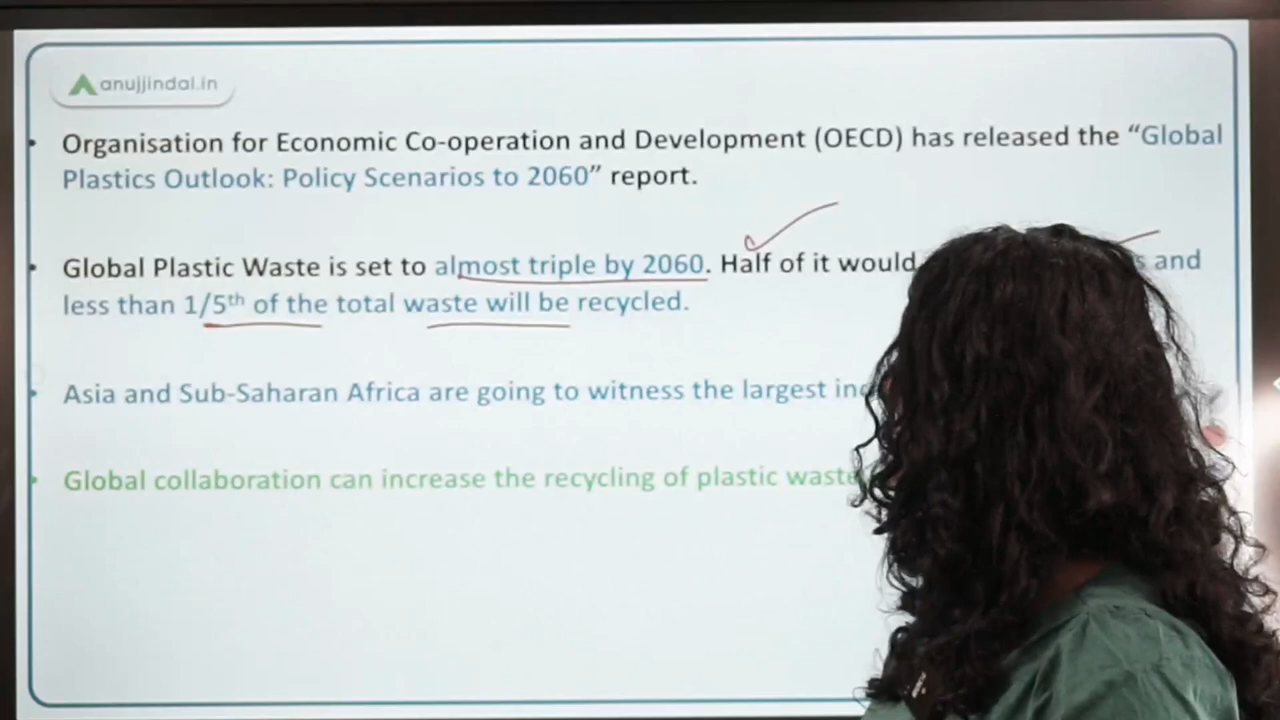 anujjindal.in
Organisation for Economic Co-operation and Development (OECD) has released the “Global
Plastics Outlook: Policy Scenarios to 2060” report.
Global Plastic Waste is set to almost triple by 2060. Half of it would and
less than 1/5th of the total waste will be recycled.
Asia and Sub-Saharan Africa are going to witness the largest
Global collaboration can increase the recycling of plastic waste